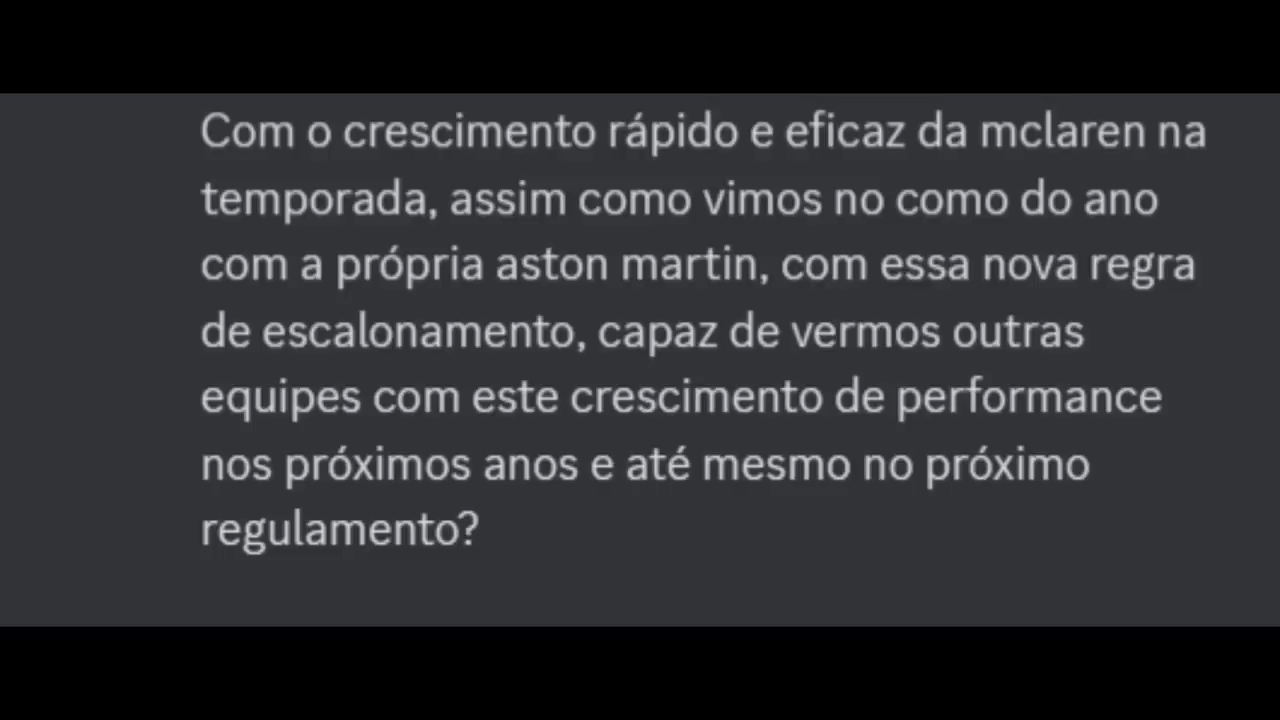 Com o crescimento rápido e eficaz da mclaren na
temporada, assim como vimos no como do ano
com a própria aston martin, com essa nova regra
de escalonamento, capaz de vermos outras
equipes com este crescimento de performance
nos próximos anos e até mesmo no próximo
regulamento?